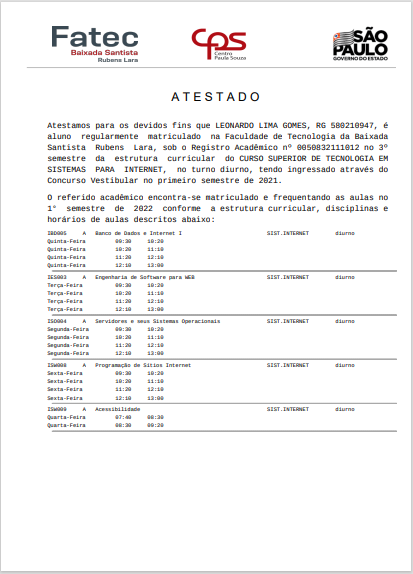 Fatec
Baixada Santista
Rubens Lara
cps
Centro
Paula Souza
SÃO
PAULO
GOVERNO DO ESTADO
ATESTADO
Atestamos para os devidos fins que LEONARDO LIMA GOMES, RG 580210947, é
aluno regularmente matriculado na Faculdade de Tecnologia da Baixada
Santista Rubens Lara, sob o Registro Acadêmico nº 0050832111012 no 3º
semestre da estrutura curricular do CURSO SUPERIOR DE TECNOLOGIA EM
SISTEMAS PARA INTERNET, no turno diurno, tendo ingressado através do
Concurso Vestibular no primeiro semestre de 2021.
O referido acadêmico encontra-se matriculado e frequentando as aulas no
1º semestre de 2022 conforme a estrutura curricular, disciplinas e
horários de aulas descritos abaixo:
IBD005 A Banco de Dados e Internet I SIST.INTERNET diurno
Quinta-Feira 09:30 10:20
Quinta-Feira 10:20 11:10
Quinta-Feira 11:20 12:10
Quinta-Feira 12:10 13:00
IES003 A Engenharia de Software para WEB SIST.INTERNET diurno
Terça-Feira 09:30 10:20
Terça-Feira 10:20 11:10
Terça-Feira 11:20 12:10
Terça-Feira 12:10 13:00
ISO004 A Servidores e seus Sistemas Operacionais SIST.INTERNET diurno
Segunda-Feira 09:30 10:20
Segunda-Feira 10:20 11:10
Segunda-Feira 11:20 12:10
Segunda-Feira 12:10 13:00
ISW008 A Programação de Sítios Internet SIST.INTERNET diurno
Sexta-Feira 09:30 10:20
Sexta-Feira 10:20 11:10
Sexta-Feira 11:20 12:10
Sexta-Feira 12:10 13:00
ISW009 A Acessibilidade SIST.INTERNET diurno
Quarta-Feira 07:40 08:30
Quarta-Feira 08:30 09:20